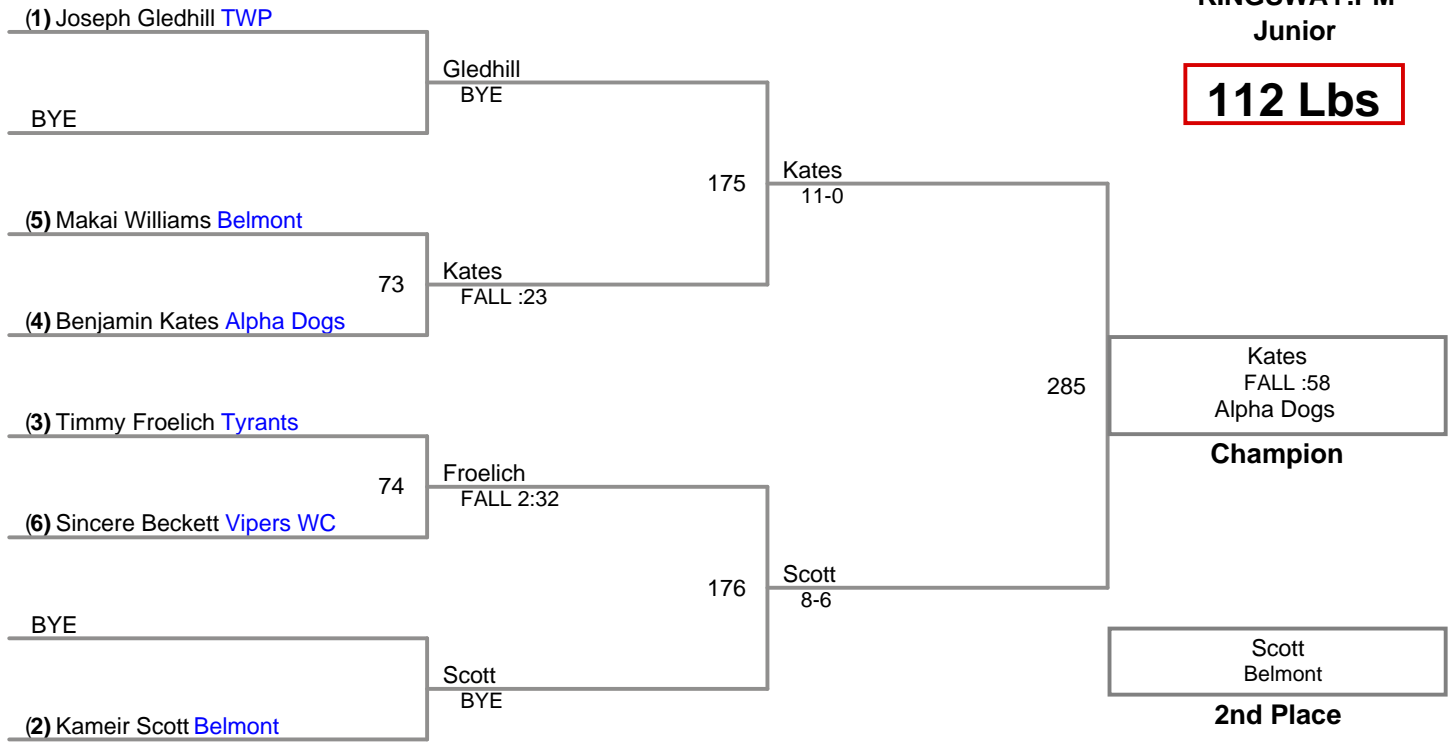 KINGSWAY.PM
Junior
112 Lbs
(1) Joseph Gledhill TWP
BYE
(5) Makai Williams Belmont
73
(4) Benjamin Kates Alpha Dogs
(3) Timmy Froelich Tyrants
74
(6) Sincere Beckett Vipers WC
BYE
(2) Kameir Scott Belmont
Gledhill
BYE
175
Kates
FALL :23
Froelich
FALL 2:32
176
Scott
BYE
Kates
11-0
285
Scott
8-6
Kates
FALL :58
Alpha Dogs
Champion
Scott
Belmont
2nd Place